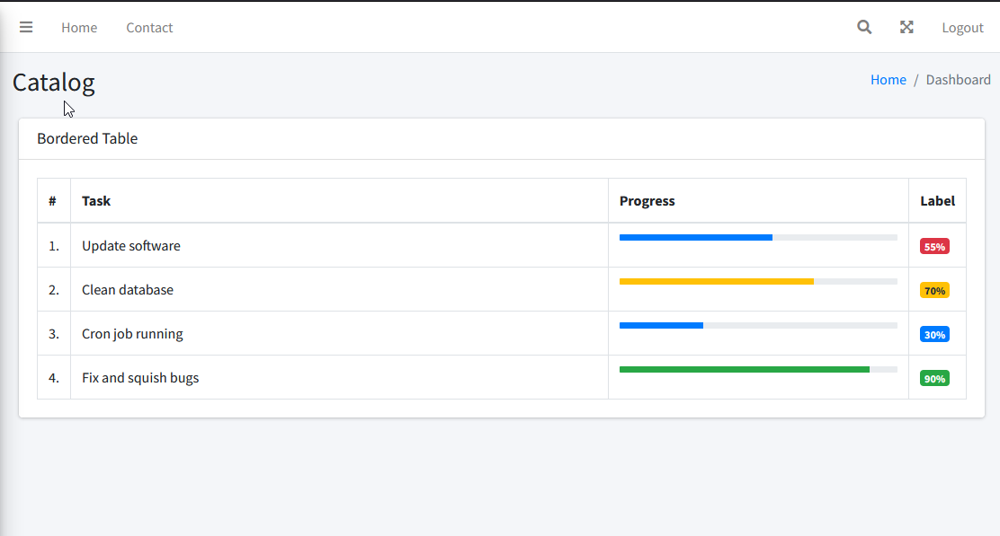 Home Contact Logout
Catalog Home / Dashboard
Bordered Table
# Task Progress Label
1. Update software 55%
2. Clean database 70%
3. Cron job running 30%
4. Fix and squish bugs 90%